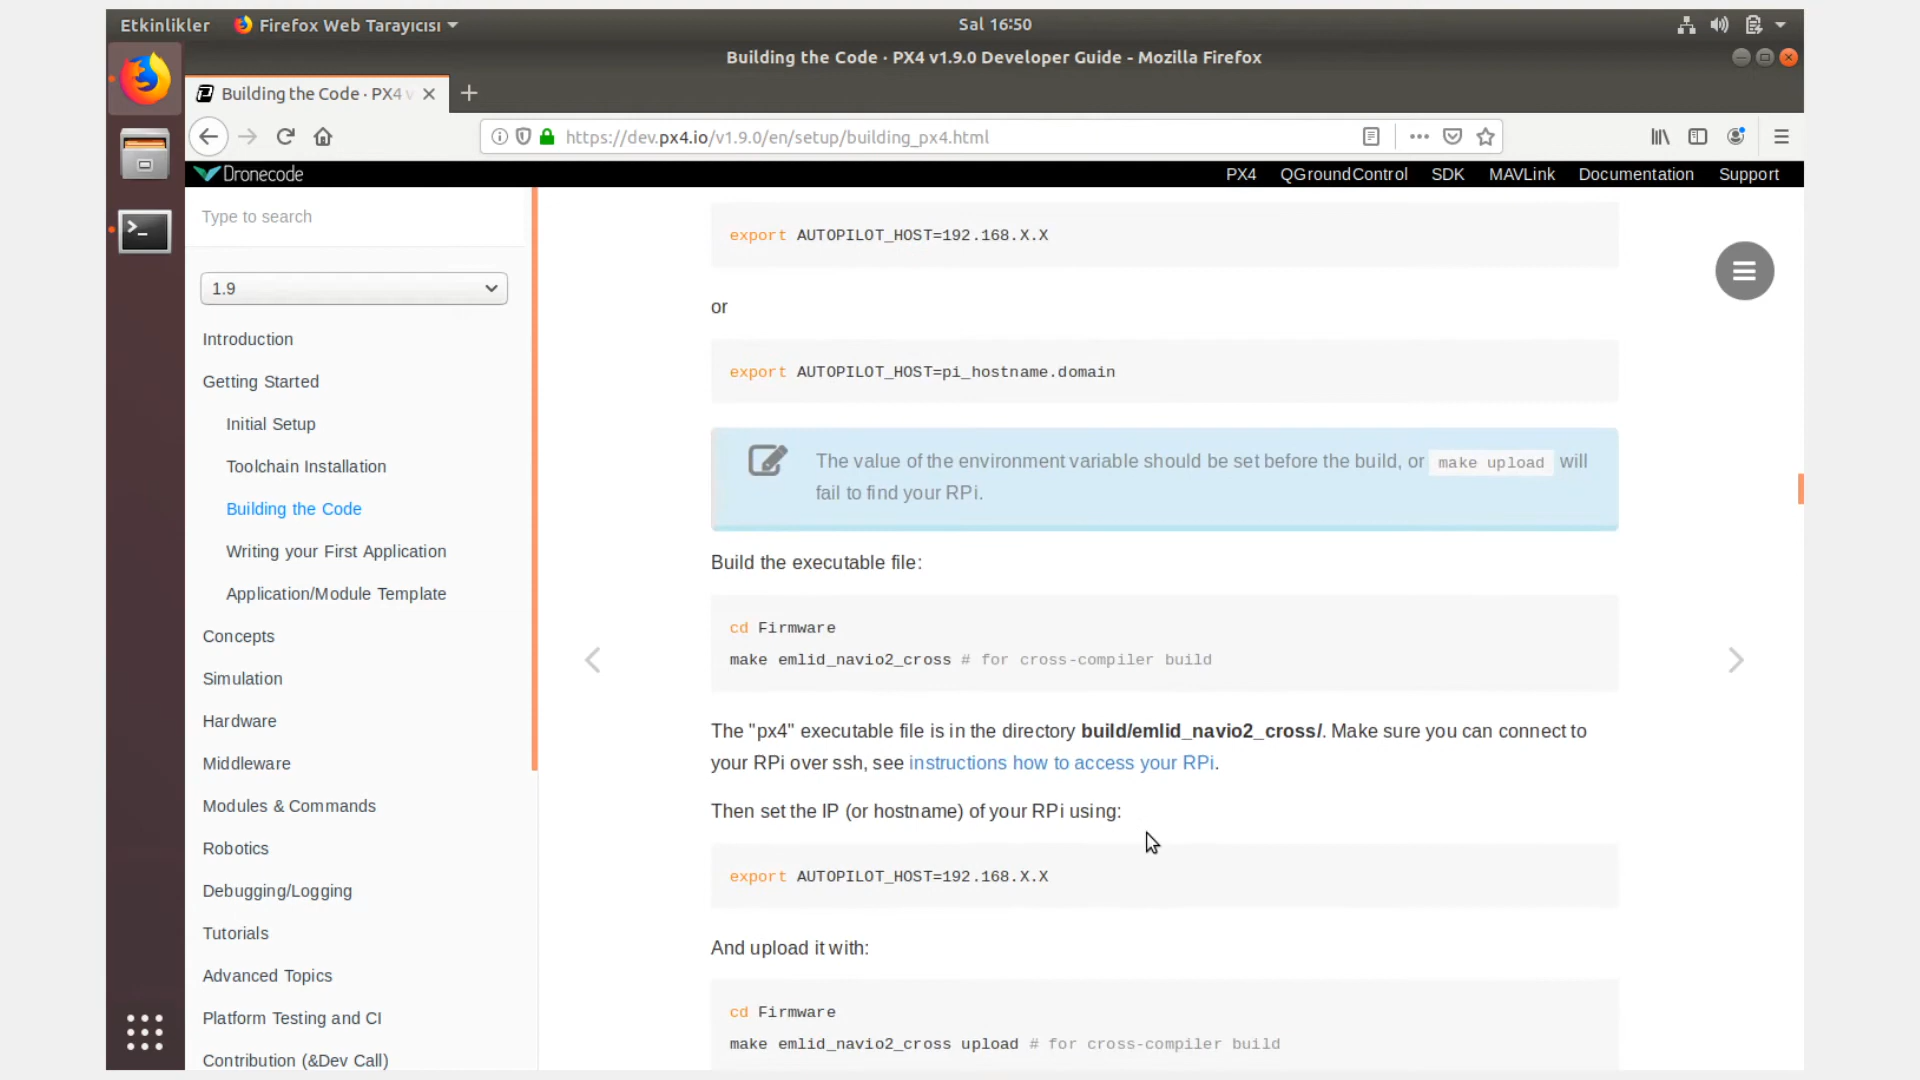 Etkinlikler
Firefox Web Tarayıcısı
Sal 16:50
Building the Code · PX4 v1.9.0 Developer Guide - Mozilla Firefox
Building the Code · PX4 v
https://dev.px4.io/v1.9.0/en/setup/building_px4.html
Dronecode
PX4 QGroundControl SDK MAVLink Documentation Support
Type to search
1.9
Introduction
Getting Started
Initial Setup
Toolchain Installation
Building the Code
Writing your First Application
Application/Module Template
Concepts
Simulation
Hardware
Middleware
Modules & Commands
Robotics
Debugging/Logging
Tutorials
Advanced Topics
Platform Testing and CI
Contribution (&Dev Call)
export AUTOPILOT_HOST=192.168.X.X
or
export AUTOPILOT_HOST=pi_hostname.domain
The value of the environment variable should be set before the build, or make upload will
fail to find your RPi.
Build the executable file:
cd Firmware
make emlid_navio2_cross # for cross-compiler build
The "px4" executable file is in the directory build/emlid_navio2_cross/. Make sure you can connect to
your RPi over ssh, see instructions how to access your RPi.
Then set the IP (or hostname) of your RPi using:
export AUTOPILOT_HOST=192.168.X.X
And upload it with:
cd Firmware
make emlid_navio2_cross upload # for cross-compiler build